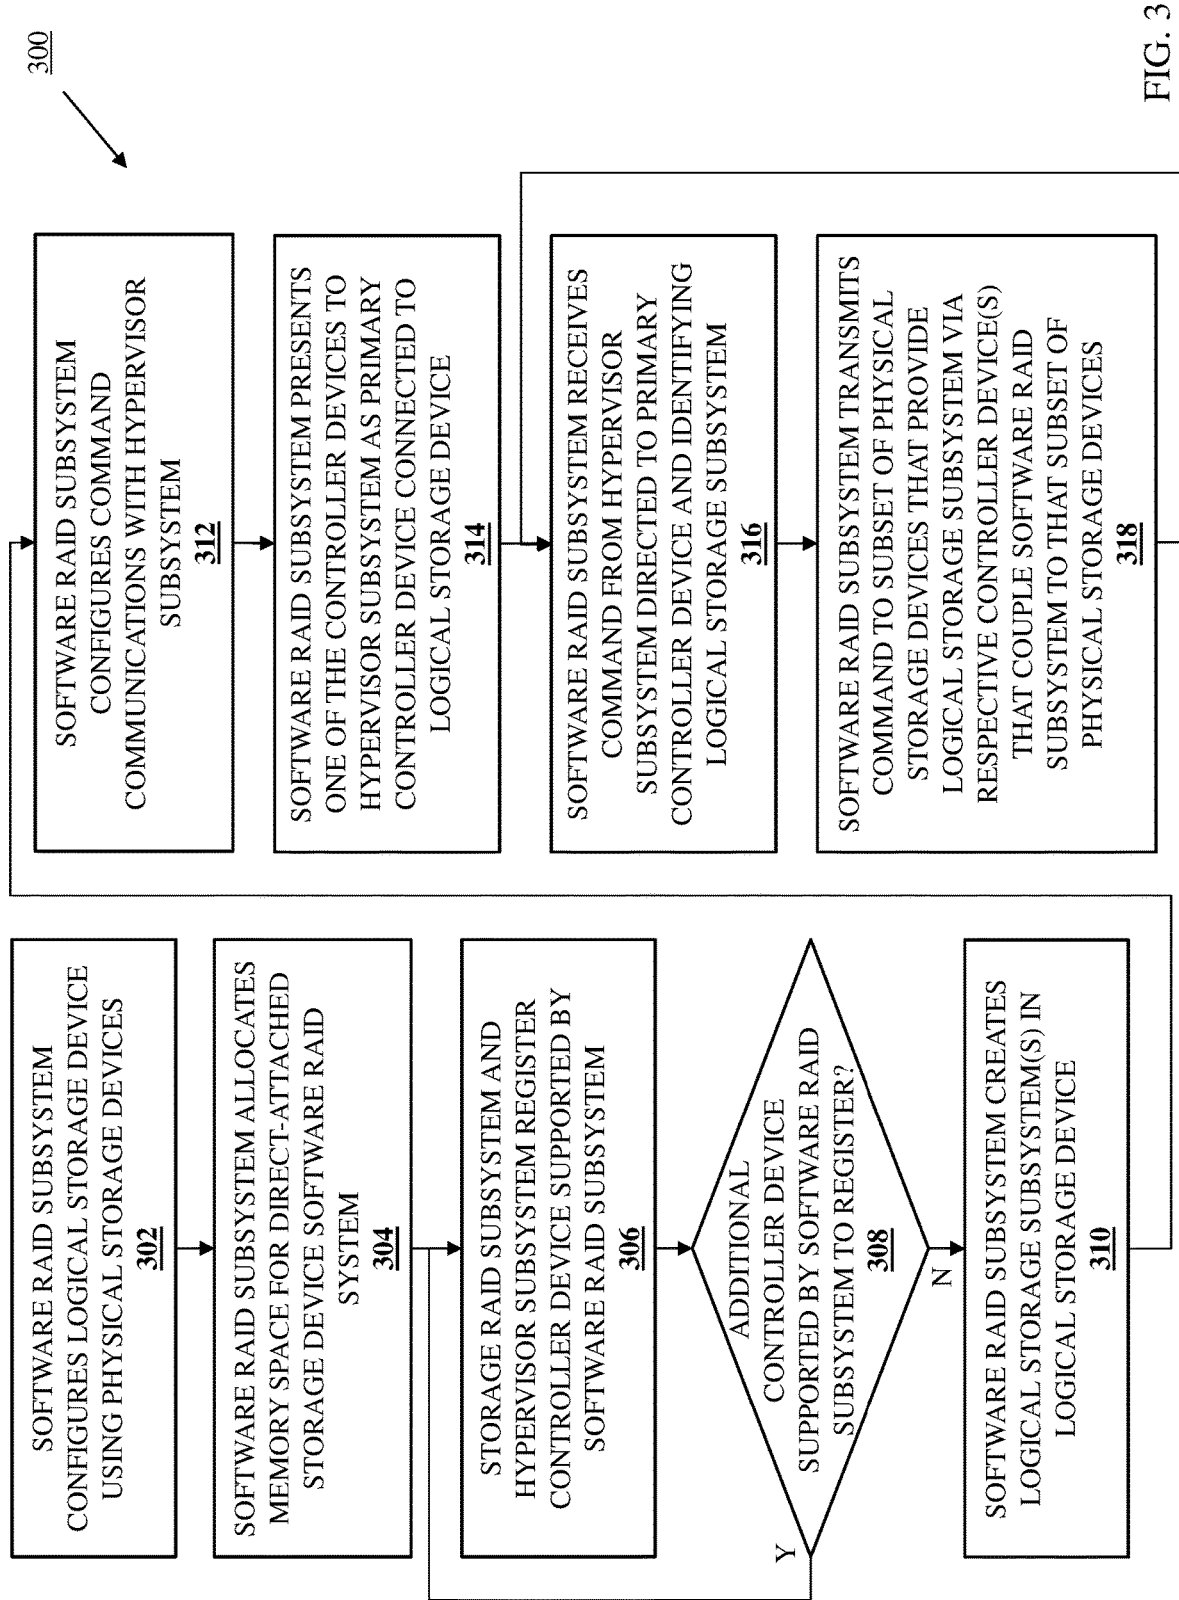 300
SOFTWARE RAID SUBSYSTEM
CONFIGURES LOGICAL STORAGE DEVICE
USING PHYSICAL STORAGE DEVICES
302
SOFTWARE RAID SUBSYSTEM ALLOCATES
MEMORY SPACE FOR DIRECT-ATTACHED
STORAGE DEVICE SOFTWARE RAID
SYSTEM
304
STORAGE RAID SUBSYSTEM AND
HYPERVISOR SUBSYSTEM REGISTER
CONTROLLER DEVICE SUPPORTED BY
SOFTWARE RAID SUBSYSTEM
306
ADDITIONAL
CONTROLLER DEVICE
SUPPORTED BY SOFTWARE RAID
SUBSYSTEM TO REGISTER?
308
Y
N
SOFTWARE RAID SUBSYSTEM CREATES
LOGICAL STORAGE SUBSYSTEM(S) IN
LOGICAL STORAGE DEVICE
310
SOFTWARE RAID SUBSYSTEM
CONFIGURES COMMAND
COMMUNICATIONS WITH HYPERVISOR
SUBSYSTEM
312
SOFTWARE RAID SUBSYSTEM PRESENTS
ONE OF THE CONTROLLER DEVICES TO
HYPERVISOR SUBSYSTEM AS PRIMARY
CONTROLLER DEVICE CONNECTED TO
LOGICAL STORAGE DEVICE
314
SOFTWARE RAID SUBSYSTEM RECEIVES
COMMAND FROM HYPERVISOR
SUBSYSTEM DIRECTED TO PRIMARY
CONTROLLER DEVICE AND IDENTIFYING
LOGICAL STORAGE SUBSYSTEM
316
SOFTWARE RAID SUBSYSTEM TRANSMITS
COMMAND TO SUBSET OF PHYSICAL
STORAGE DEVICES THAT PROVIDE
LOGICAL STORAGE SUBSYSTEM VIA
RESPECTIVE CONTROLLER DEVICE(S)
THAT COUPLE SOFTWARE RAID
SUBSYSTEM TO THAT SUBSET OF
PHYSICAL STORAGE DEVICES
318
FIG. 3